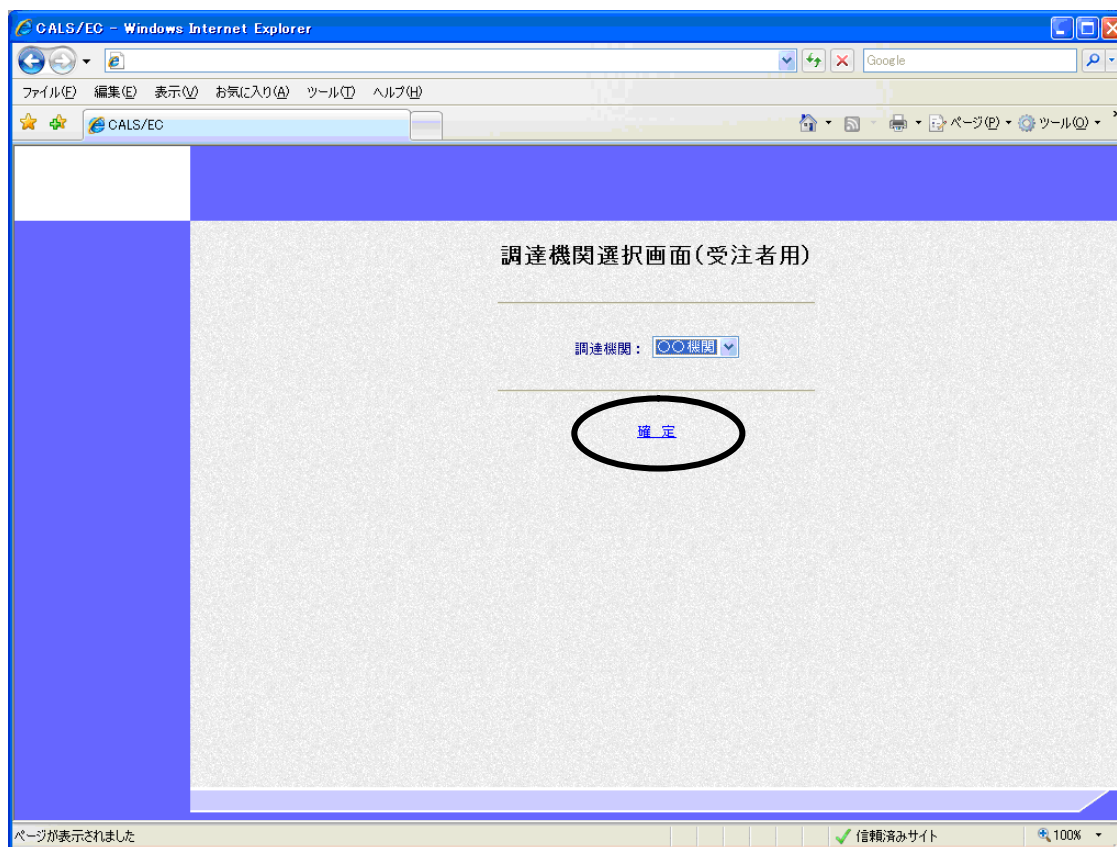 CALS/EC - Windows Internet Explorer
Google
ファイル(F) 編集(E) 表示(V) お気に入り(A) ツール(T) ヘルプ(H)
CALS/EC
ページ(P) ツール(O)
調達機関選択画面(受注者用)
調達機関： 〇〇機関
確 定
ページが表示されました
信頼済みサイト
100%